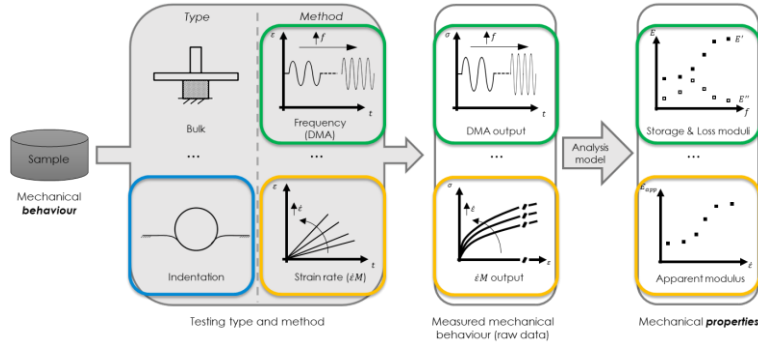 Type
Method
ε
↑f
t
Bulk
Frequency
(DMA)
...
...
Sample
Mechanical
behaviour
Indentation
ε
↑ε̇
t
Strain rate (ε̇M)
Testing type and method
σ
↑f
t
DMA output
...
σ
↑ε̇
ε
ε̇M output
Measured mechanical
behaviour (raw data)
Analysis
model
E
E'
E''
f
Storage & Loss moduli
...
E_app
ε̇
Apparent modulus
Mechanical properties